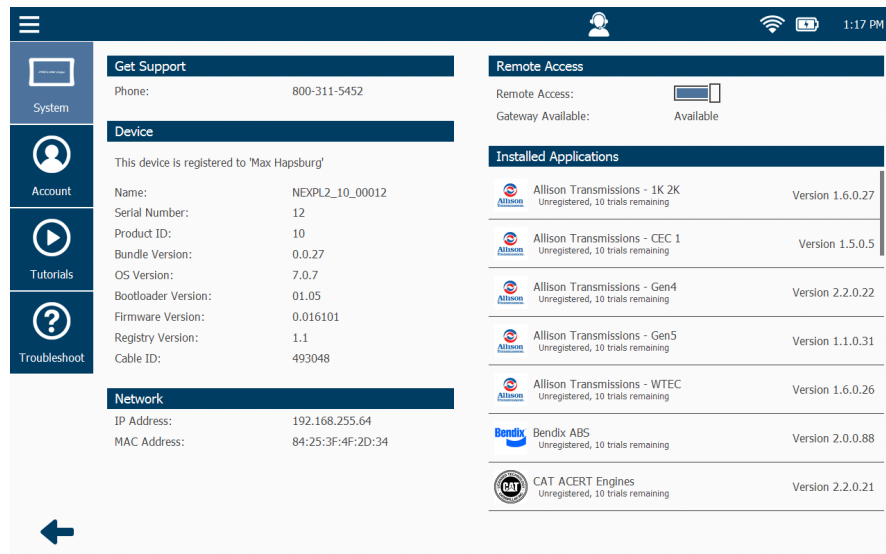 1:17 PM
System
Account
Tutorials
Troubleshoot
Get Support
Phone: 800-311-5452
Device
This device is registered to 'Max Hapsburg'
Name: NEXPL2_10_00012
Serial Number: 12
Product ID: 10
Bundle Version: 0.0.27
OS Version: 7.0.7
Bootloader Version: 01.05
Firmware Version: 0.016101
Registry Version: 1.1
Cable ID: 493048
Network
IP Address: 192.168.255.64
MAC Address: 84:25:3F:4F:2D:34
Remote Access
Remote Access:
Gateway Available: Available
Installed Applications
Allison Transmissions - 1K 2K Version 1.6.0.27
Unregistered, 10 trials remaining
Allison Transmissions - CEC 1 Version 1.5.0.5
Unregistered, 10 trials remaining
Allison Transmissions - Gen4 Version 2.2.0.22
Unregistered, 10 trials remaining
Allison Transmissions - Gen5 Version 1.1.0.31
Unregistered, 10 trials remaining
Allison Transmissions - WTEC Version 1.6.0.26
Unregistered, 10 trials remaining
Bendix
Bendix ABS Version 2.0.0.88
Unregistered, 10 trials remaining
CAT
CAT ACERT Engines Version 2.2.0.21
Unregistered, 10 trials remaining
Allison
Allison
Allison
Allison
Allison